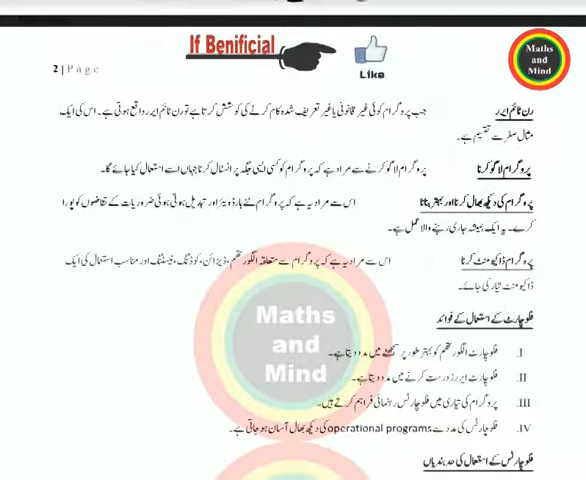 If Benificial
Like
Maths
and
Mind
2 | Page
رن ٹائم ایرر جب پروگرام کوئی غیر قانونی یا غیر تعریف شدہ کام کرنے کی کوشش کرتا ہے تو رن ٹائم ایرر واقع ہوتی ہے۔ اس کی ایک
مثال صفر سے تقسیم ہے۔
پروگرام لاگو کرنا پروگرام لاگو کرنے سے مراد ہے کہ پروگرام کو کسی ایسی جگہ پر انسٹال کرنا جہاں اسے استعمال کیا جائے گا۔
پروگرام کی دیکھ بھال کرنا اور بہتر بنانا اس سے مراد یہ ہے کہ پروگرام نئے ہارڈویئر اور تبدیل ہوتی ہوئی ضروریات کے تقاضوں کو پورا
کرے۔ یہ ایک ہمیشہ جاری رہنے والا عمل ہے۔
پروگرام ڈاکیومنٹ کرنا اس سے مراد یہ ہے کہ پروگرام سے متعلقہ الگورتھم، ڈیزائن، کوڈنگ، ٹیسٹنگ اور مناسب استعمال کی ایک
ڈاکیومنٹ تیار کی جائے۔
فلوچارٹ کے استعمال کے فوائد
I. فلوچارٹ الگورتھم کو بہتر طور پر سمجھنے میں مدد دیتا ہے۔
II. فلوچارٹ ایررز درست کرنے میں مدد دیتا ہے۔
III. پروگرام کی تیاری میں فلوچارٹس رہنمائی فراہم کرتے ہیں۔
IV. فلوچارٹس کی مدد سے operational programs کی دیکھ بھال آسان ہو جاتی ہے۔
فلوچارٹس کے استعمال کی حد بندیاں
Maths
and
Mind